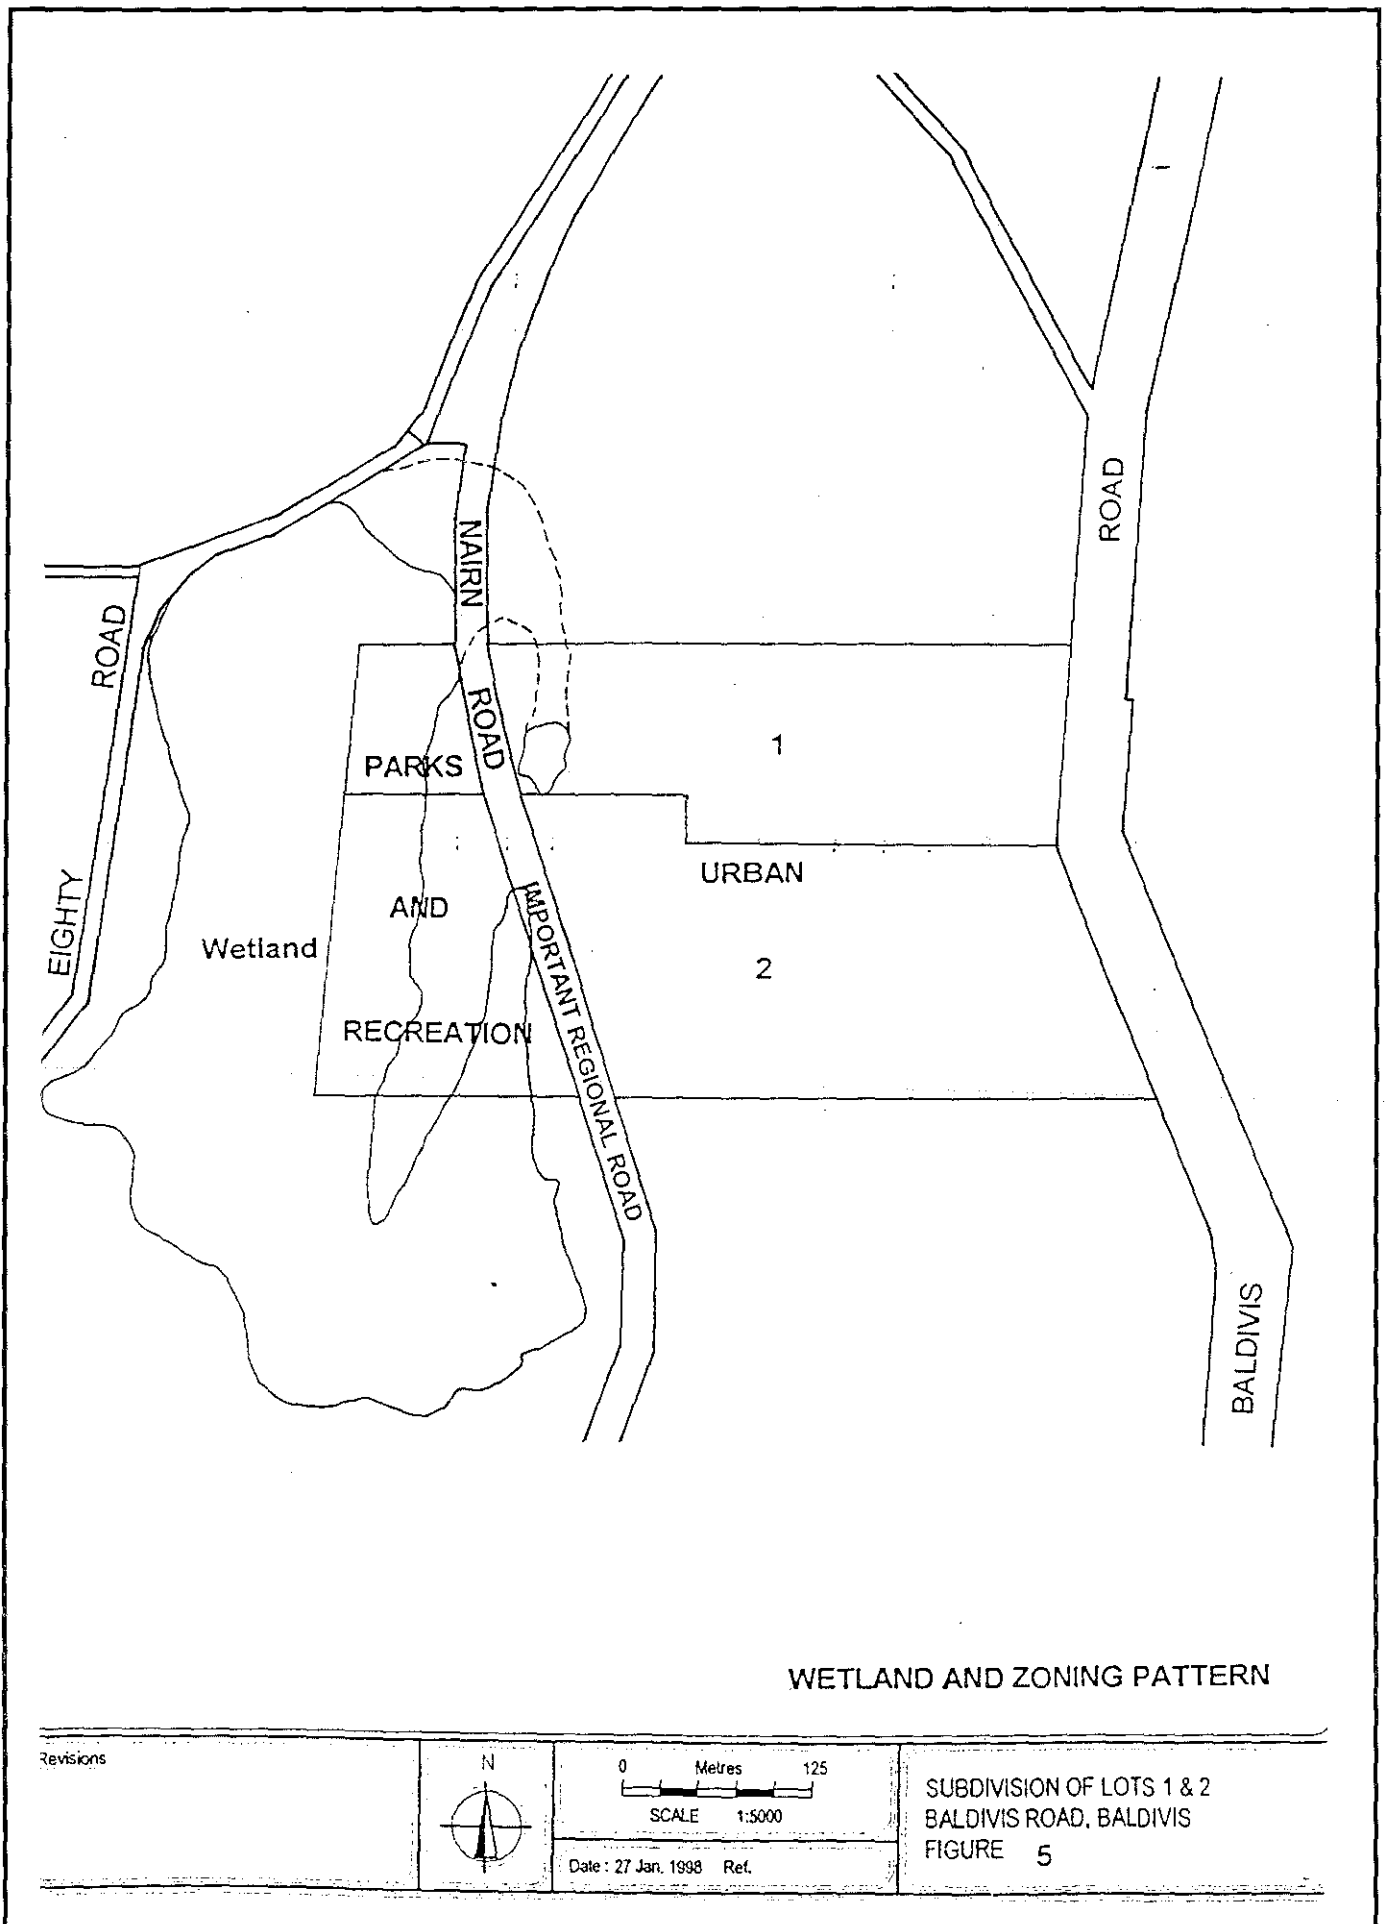 NAIRN
ROAD
IMPORTANT REGIONAL ROAD
ROAD
BALDIVIS
ROAD
EIGHTY
PARKS
AND
RECREATION
Wetland
1
URBAN
2
WETLAND AND ZONING PATTERN
Revisions
N
0 Metres 125
SCALE 1:5000
Date : 27 Jan. 1998 Ref.
SUBDIVISION OF LOTS 1 & 2
BALDIVIS ROAD, BALDIVIS
FIGURE 5